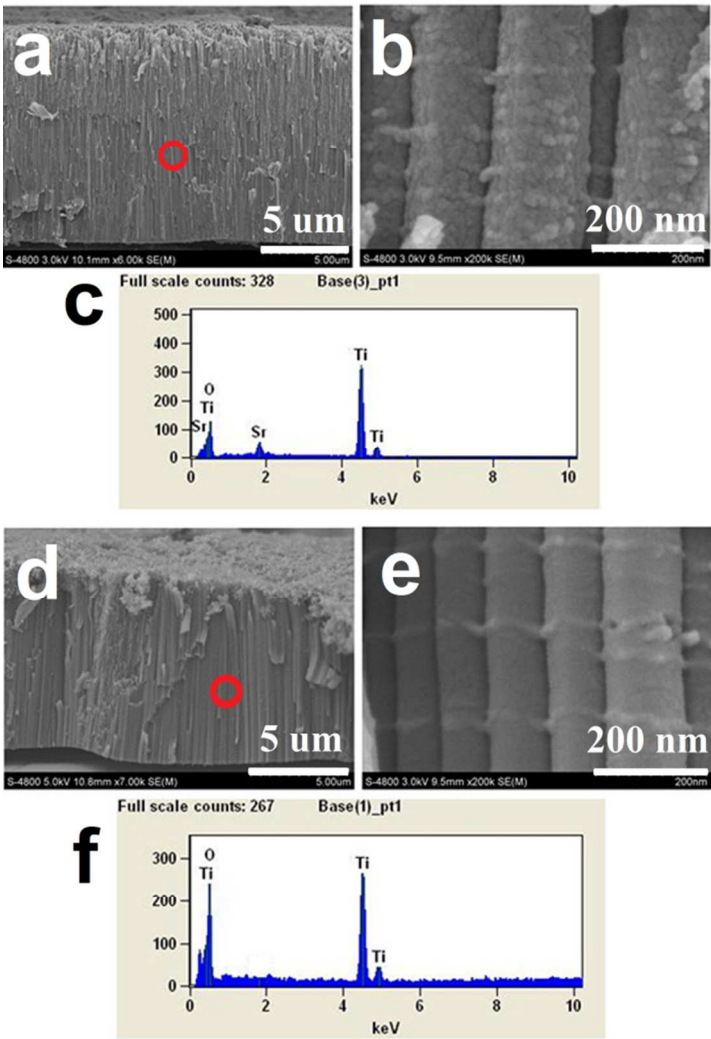 a
5 um
S-4800 3.0kV 10.1mm x6.00k SE(M) 5.00um
b
200 nm
S-4800 3.0kV 9.5mm x200k SE(M) 200nm
c
Full scale counts: 328 Base(3)_pt1
500
400
300
200
100
0
O
Ti
Sr
Sr
Ti
Ti
0 2 4 6 8 10
keV
d
5 um
S-4800 5.0kV 10.8mm x7.00k SE(M) 5.00um
e
200 nm
S-4800 3.0kV 9.5mm x200k SE(M) 200nm
f
Full scale counts: 267 Base(1)_pt1
300
200
100
0
O
Ti
Ti
Ti
0 2 4 6 8 10
keV